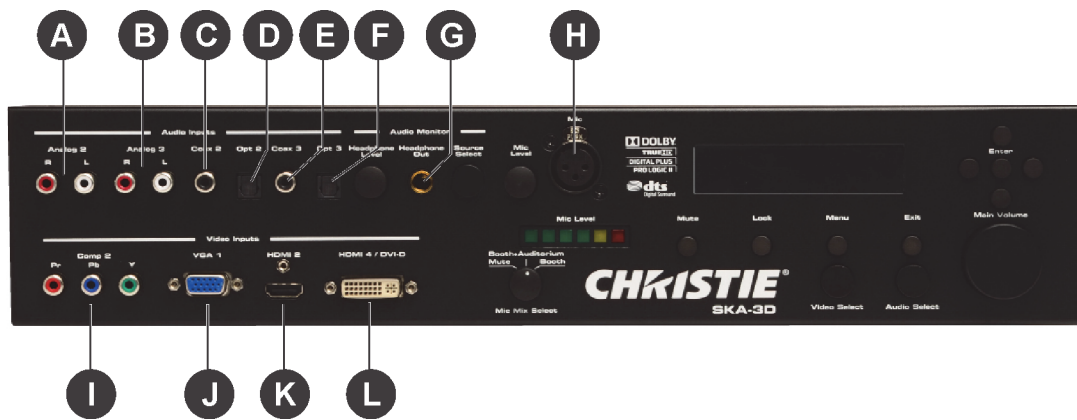 A B C D E F G H
Mic
Audio Inputs
Audio Monitor
Analog 2
Analog 3
Coax 2
Opt 2
Coax 3
Opt 3
Headphone Level
Headphone Out
Source Select
Mic Level
R L
R L
DOLBY
TRUEHD
DIGITAL PLUS
PRO LOGIC II
dts
Digital Surround
Enter
Mic Level
Mute
Lock
Menu
Exit
Main Volume
Video Inputs
Comp 2
VGA 1
HDMI 2
HDMI 4 / DVI-D
Pr Pb Y
Booth+Auditorium
Mute
Booth
CHRISTIE®
SKA-3D
Mic Mix Select
Video Select
Audio Select
I J K L